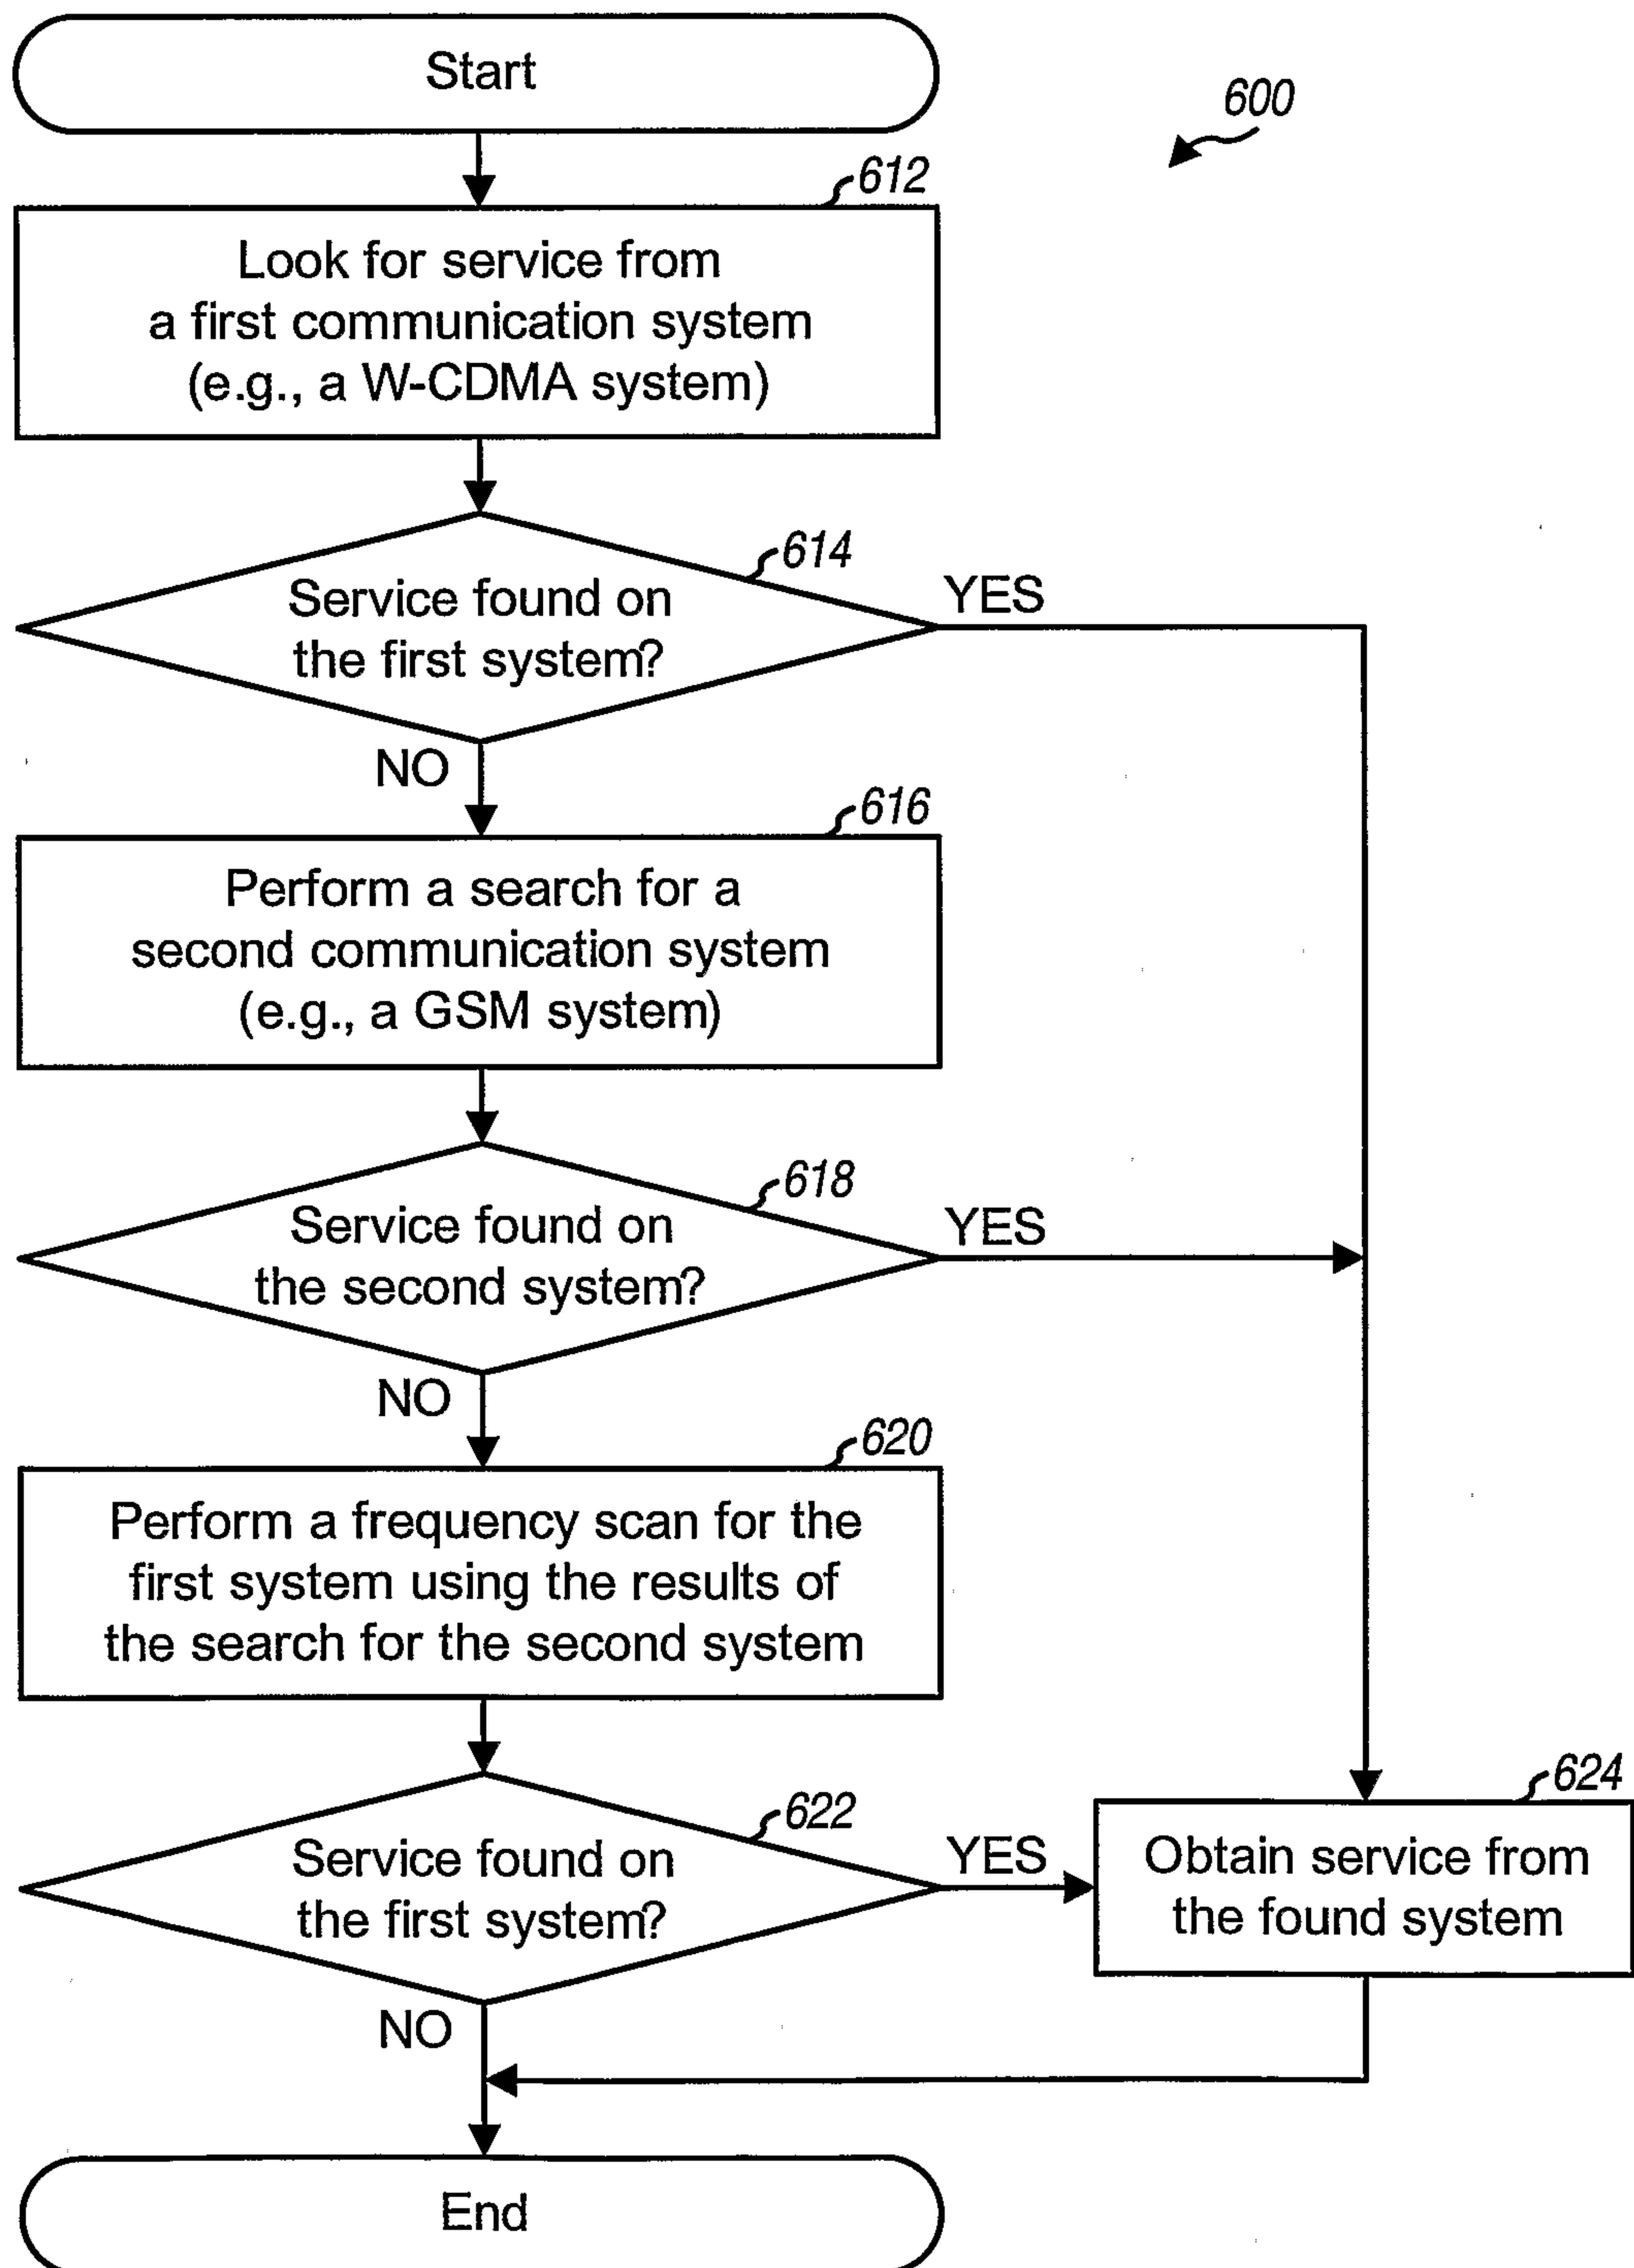 Start
600
612
Look for service from
a first communication system
(e.g., a W-CDMA system)
614
Service found on
the first system?
YES
NO
616
Perform a search for a
second communication system
(e.g., a GSM system)
618
Service found on
the second system?
YES
NO
620
Perform a frequency scan for the
first system using the results of
the search for the second system
622
Service found on
the first system?
YES
624
Obtain service from
the found system
NO
End